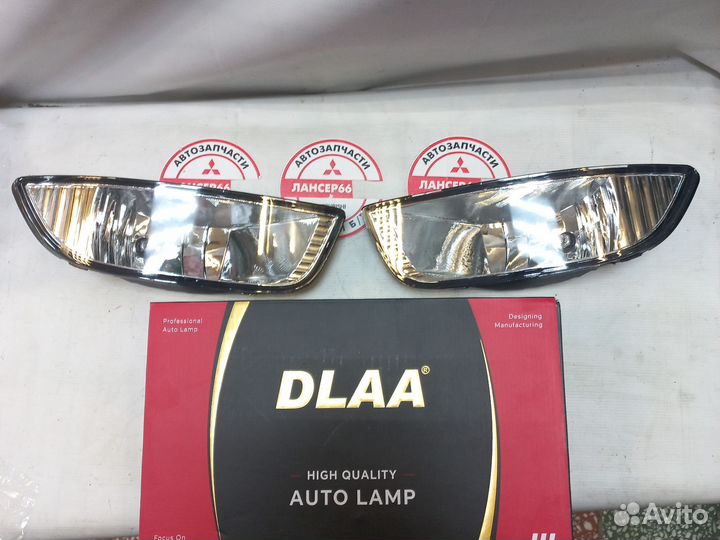 АВТОЗАПЧАСТИ
ЛАНСЕР66
АВТОЗАПЧАСТИ
ЛАНСЕР66
АВТОЗАПЧАСТИ
Professional
Auto Lamp
Designing
Manufacturing
DLAA®
HIGH QUALITY
AUTO LAMP
Focus On
Avito